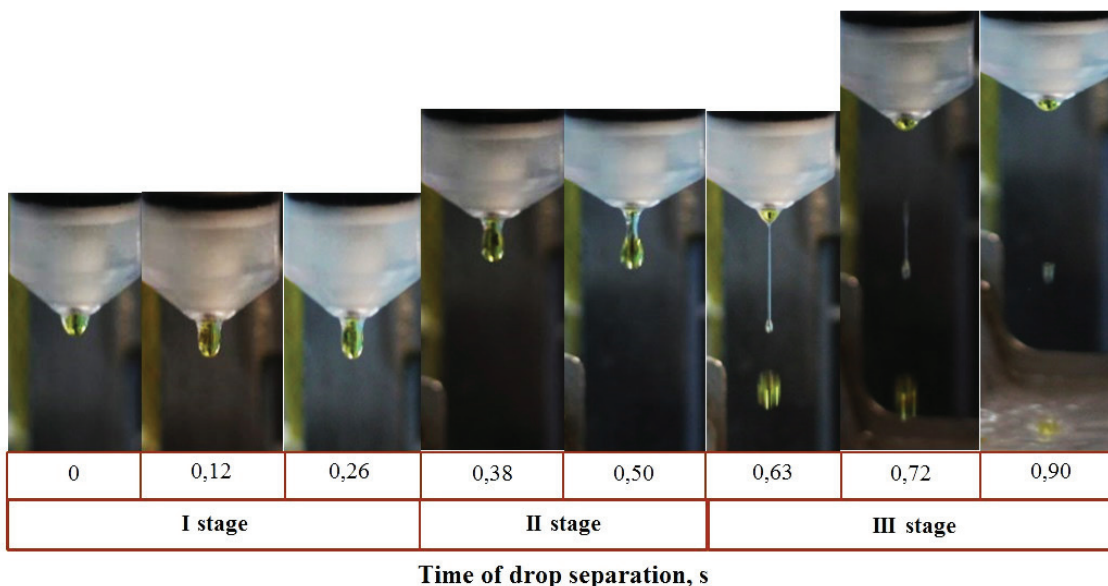 0 0,12 0,26 0,38 0,50 0,63 0,72 0,90
I stage II stage III stage
Time of drop separation, s